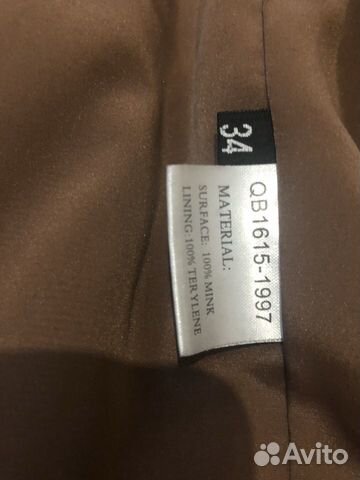 34
QB1615-1997
MATERIAL:
SURFACE: 100% MINK
LINING:100% TERYLENE
Avito